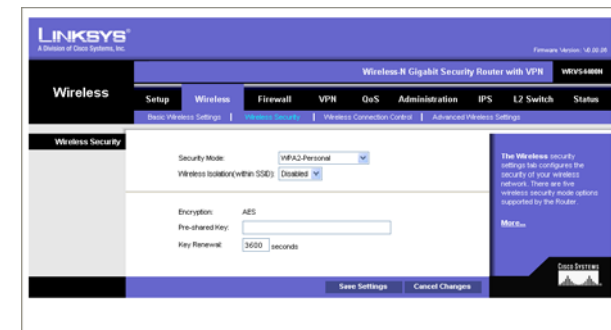 LINKSYS®
A Division of Cisco Systems, Inc.
Firmware Version: V0.00.06
Wireless-N Gigabit Security Router with VPN WRVS4400N
Wireless
Setup Wireless Firewall VPN QoS Administration IPS L2 Switch Status
Basic Wireless Settings | Wireless Security | Wireless Connection Control | Advanced Wireless Settings
Wireless Security
Security Mode: WPA2-Personal
Wireless Isolation(within SSID): Disabled
Encryption: AES
Pre-shared Key:
Key Renewal: 3600 seconds
The Wireless security
settings tab configures the
security of your wireless
network. There are five
wireless security mode options
supported by the Router.
More...
Save Settings Cancel Changes
CISCO SYSTEMS